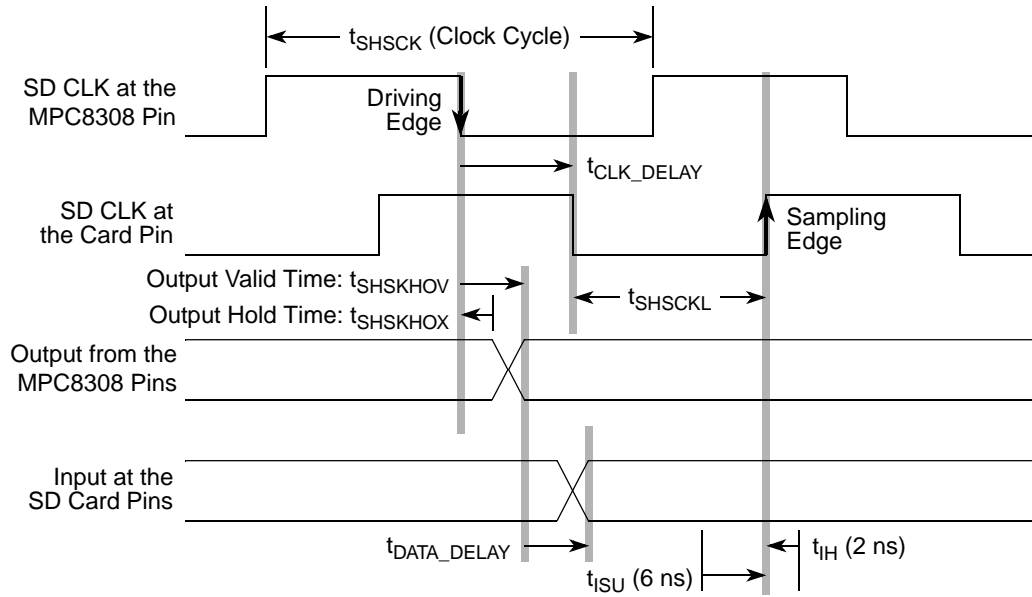 tSHSCK (Clock Cycle)
SD CLK at the
MPC8308 Pin
Driving
Edge
tCLK_DELAY
SD CLK at
the Card Pin
Sampling
Edge
Output Valid Time: tSHSKHOV
tSHSCKL
Output Hold Time: tSHSKHOX
Output from the
MPC8308 Pins
Input at the
SD Card Pins
tDATA_DELAY
tIH (2 ns)
tISU (6 ns)